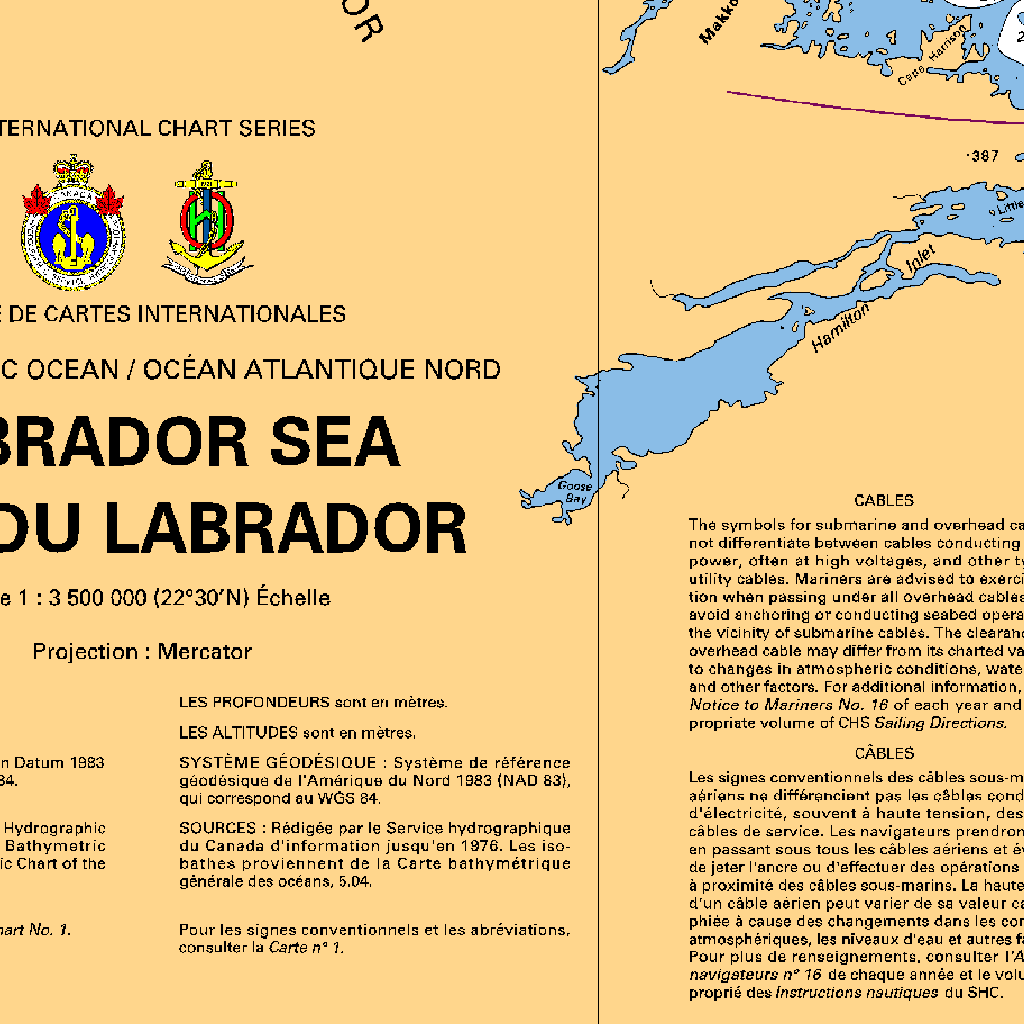 OR
Makko
Cape Harrison
2
TERNATIONAL CHART SERIES
387
Little
Inlet
Hamilton
E DE CARTES INTERNATIONALES
C OCEAN / OCÉAN ATLANTIQUE NORD
BRADOR SEA
DU LABRADOR
Goose
Bay
e 1 : 3 500 000 (22°30′N) Échelle
Projection : Mercator
LES PROFONDEURS sont en mètres.
LES ALTITUDES sont en mètres.
n Datum 1983
84.
SYSTÈME GÉODÉSIQUE : Système de référence
géodésique de l'Amérique du Nord 1983 (NAD 83),
qui correspond au WGS 84.
Hydrographic
Bathymetric
ic Chart of the
SOURCES : Rédigée par le Service hydrographique
du Canada d'information jusqu'en 1976. Les iso-
bathes proviennent de la Carte bathymétrique
générale des océans, 5.04.
hart No. 1.
Pour les signes conventionnels et les abréviations,
consulter la Carte n° 1.
CABLES
The symbols for submarine and overhead ca
not differentiate between cables conducting
power, often at high voltages, and other ty
utility cables. Mariners are advised to exerci
tion when passing under all overhead cables
avoid anchoring or conducting seabed opera
the vicinity of submarine cables. The clearan
overhead cable may differ from its charted va
to changes in atmospheric conditions, wate
and other factors. For additional information,
Notice to Mariners No. 16 of each year and
propriate volume of CHS Sailing Directions.
CÂBLES
Les signes conventionnels des câbles sous-m
aériens ne différencient pas les câbles cond
d'électricité, souvent à haute tension, des
câbles de service. Les navigateurs prendron
en passant sous tous les câbles aériens et év
de jeter l'ancre ou d'effectuer des opérations
à proximité des câbles sous-marins. La haute
d'un câble aérien peut varier de sa valeur ca
phiée à cause des changements dans les con
atmosphériques, les niveaux d'eau et autres fa
Pour plus de renseignements, consulter l'A
navigateurs n° 16 de chaque année et le volu
proprié des Instructions nautiques du SHC.